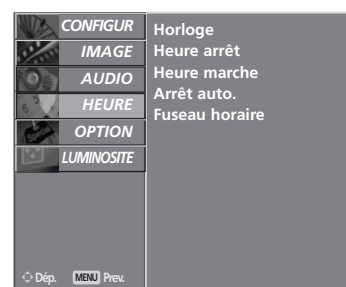 CONFIGUR
IMAGE
AUDIO
HEURE
OPTION
LUMINOSITE
Horloge
Heure arrêt
Heure marche
Arrêt auto.
Fuseau horaire
Dép. MENU Prev.